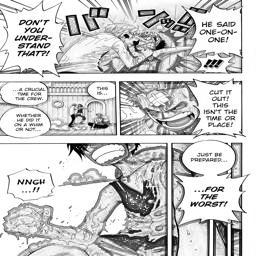 HE SAID
ONE-ON-
ONE!
!!!
DON'T
YOU
UNDER-
STAND
THAT?!
CUT IT
OUT!
THIS
ISN'T THE
TIME OR
PLACE!
THIS
IS...
...A CRUCIAL
TIME FOR
THE CREW.
WHETHER
HE DID IT
ON A WHIM
OR NOT...
JUST BE
PREPARED...
...FOR
THE
WORST!
NNGH
...!!